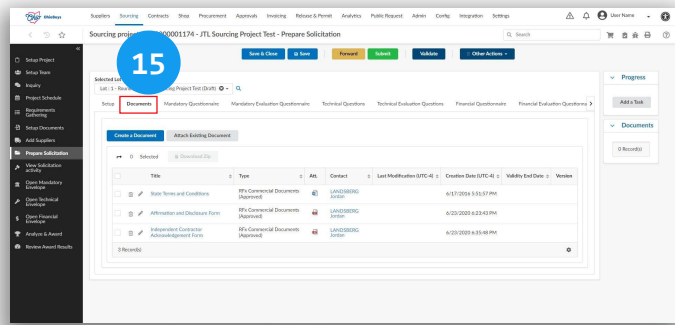 Suppliers Sourcing Contracts Shop Procurement Approvals Invoicing Release & Permit Analytics Public Request Admin Config Integration Settings
User Name
Sourcing proje 000001174 - JTL Sourcing Project Test - Prepare Solicitation
Search
15
Save & Close Save Forward Submit Validate Other Actions
Setup Project
Setup Team
Inquiry
Project Schedule
Requirements Gathering
Setup Documents
Add Suppliers
Prepare Solicitation
View Solicitation activity
Open Mandatory Envelope
Open Technical Envelope
Open Financial Envelope
Analyze & Award
Review Award Results
Selected Lot
Lot : 1 - Rou ing Project Test (Draft)
Setup Documents Mandatory Questionnaire Mandatory Evaluation Questionnaire Technical Questions Technical Evaluation Questions Financial Questionnaire Financial Evaluation Questionna
Create a Document Attach Existing Document
0 Selected Download Zip
Title Type Att. Contact Last Modification (UTC-4) Creation Date (UTC-4) Validity End Date Version
State Terms and Conditions RFx Commercial Documents (Approved) LANDSBERG Jordan 6/17/2016 5:51:57 PM
Affirmation and Disclosure Form RFx Commercial Documents (Approved) LANDSBERG Jordan 6/23/2020 6:23:43 PM
Independent Contractor Acknowledgement Form RFx Commercial Documents (Approved) LANDSBERG Jordan 6/23/2020 6:35:48 PM
3 Record(s)
Progress
Add a Task
Documents
0 Record(s)